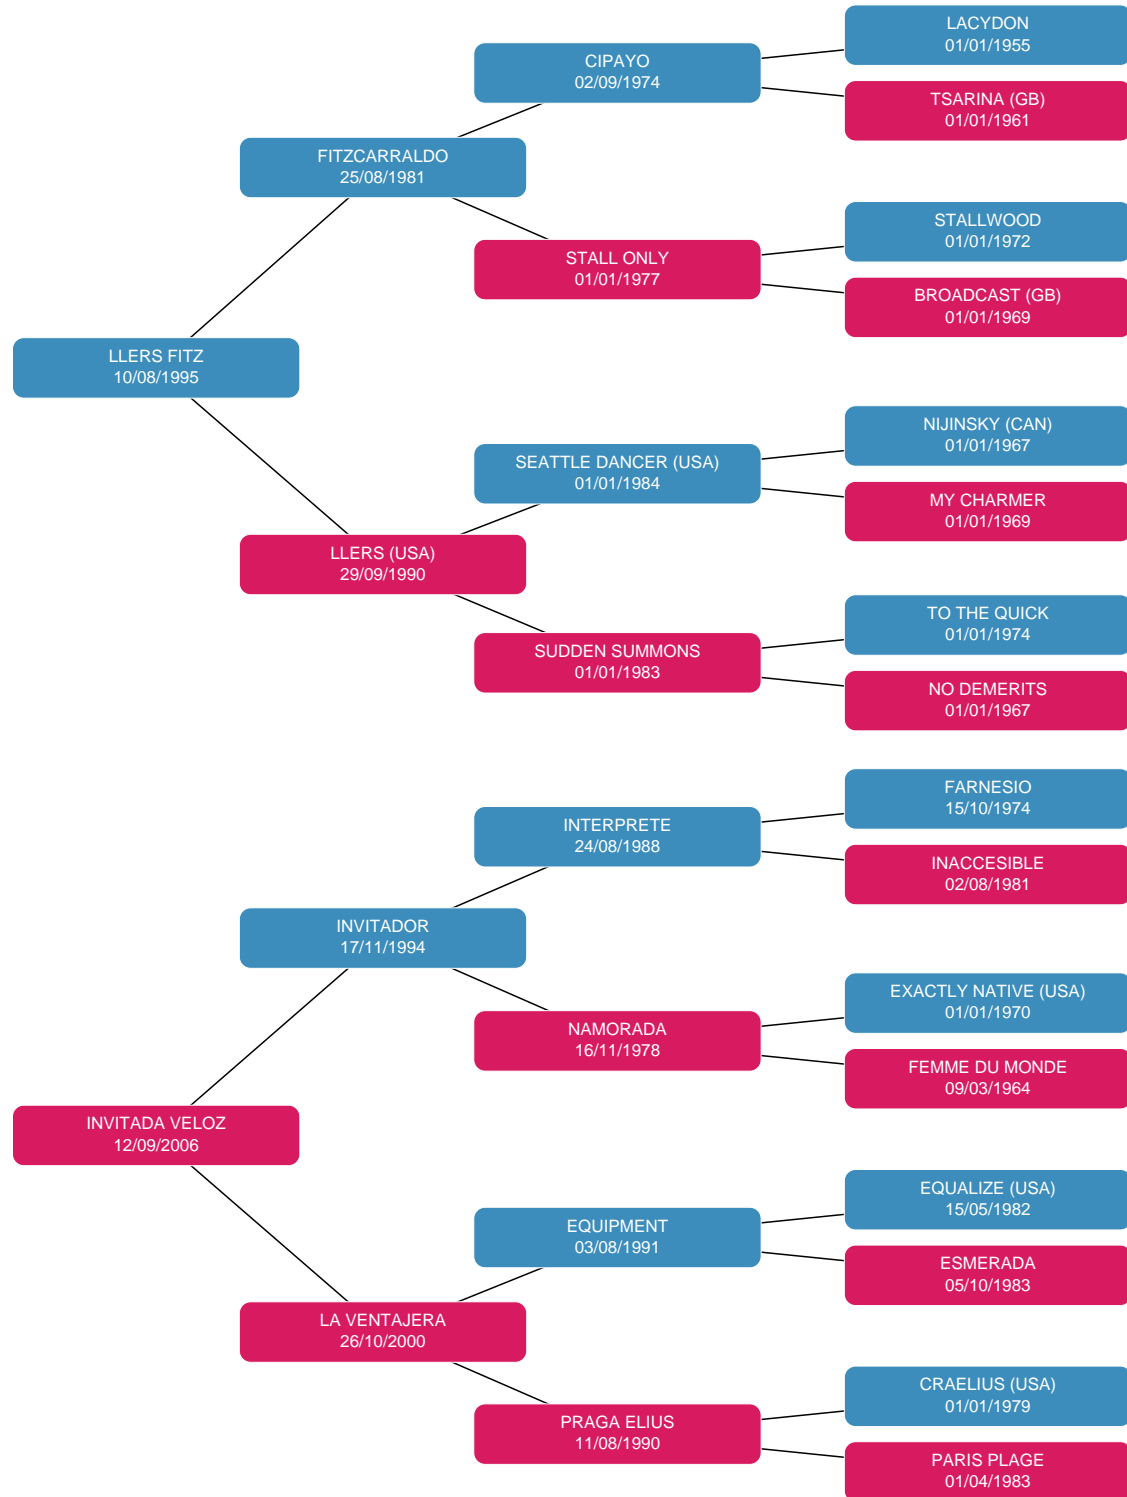 LACYDON
01/01/1955
CIPAYO
02/09/1974
TSARINA (GB)
01/01/1961
FITZCARRALDO
25/08/1981
STALLWOOD
01/01/1972
STALL ONLY
01/01/1977
BROADCAST (GB)
01/01/1969
LLERS FITZ
10/08/1995
NIJINSKY (CAN)
01/01/1967
SEATTLE DANCER (USA)
01/01/1984
MY CHARMER
01/01/1969
LLERS (USA)
29/09/1990
TO THE QUICK
01/01/1974
SUDDEN SUMMONS
01/01/1983
NO DEMERITS
01/01/1967
FARNESIO
15/10/1974
INTERPRETE
24/08/1988
INACCESIBLE
02/08/1981
INVITADOR
17/11/1994
EXACTLY NATIVE (USA)
01/01/1970
NAMORADA
16/11/1978
FEMME DU MONDE
09/03/1964
INVITADA VELOZ
12/09/2006
EQUALIZE (USA)
15/05/1982
EQUIPMENT
03/08/1991
ESMERADA
05/10/1983
LA VENTAJERA
26/10/2000
CRAELIUS (USA)
01/01/1979
PRAGA ELIUS
11/08/1990
PARIS PLAGE
01/04/1983